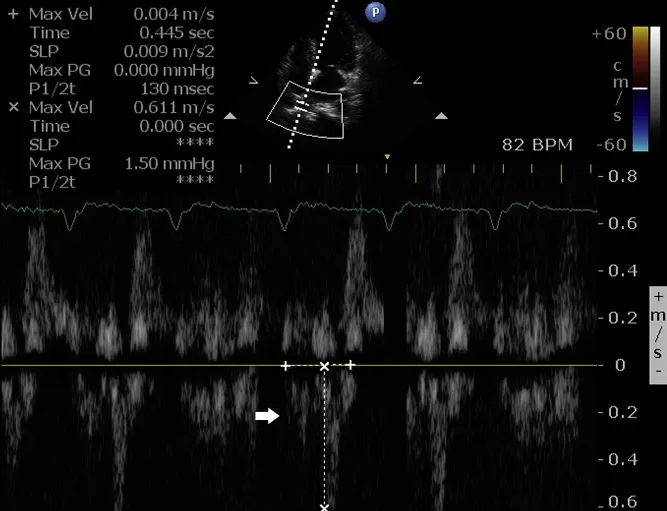 + Max Vel 0.004 m/s
Time 0.445 sec
SLP 0.009 m/s2
Max PG 0.000 mmHg
P1/2t 130 msec
× Max Vel 0.611 m/s
Time 0.000 sec
SLP ****
Max PG 1.50 mmHg
P1/2t ****
P
+60
c
m
/
s
-60
82 BPM
0.8
0.6
0.4
0.2
0
0.2
0.4
0.6
+
m
/
s
-